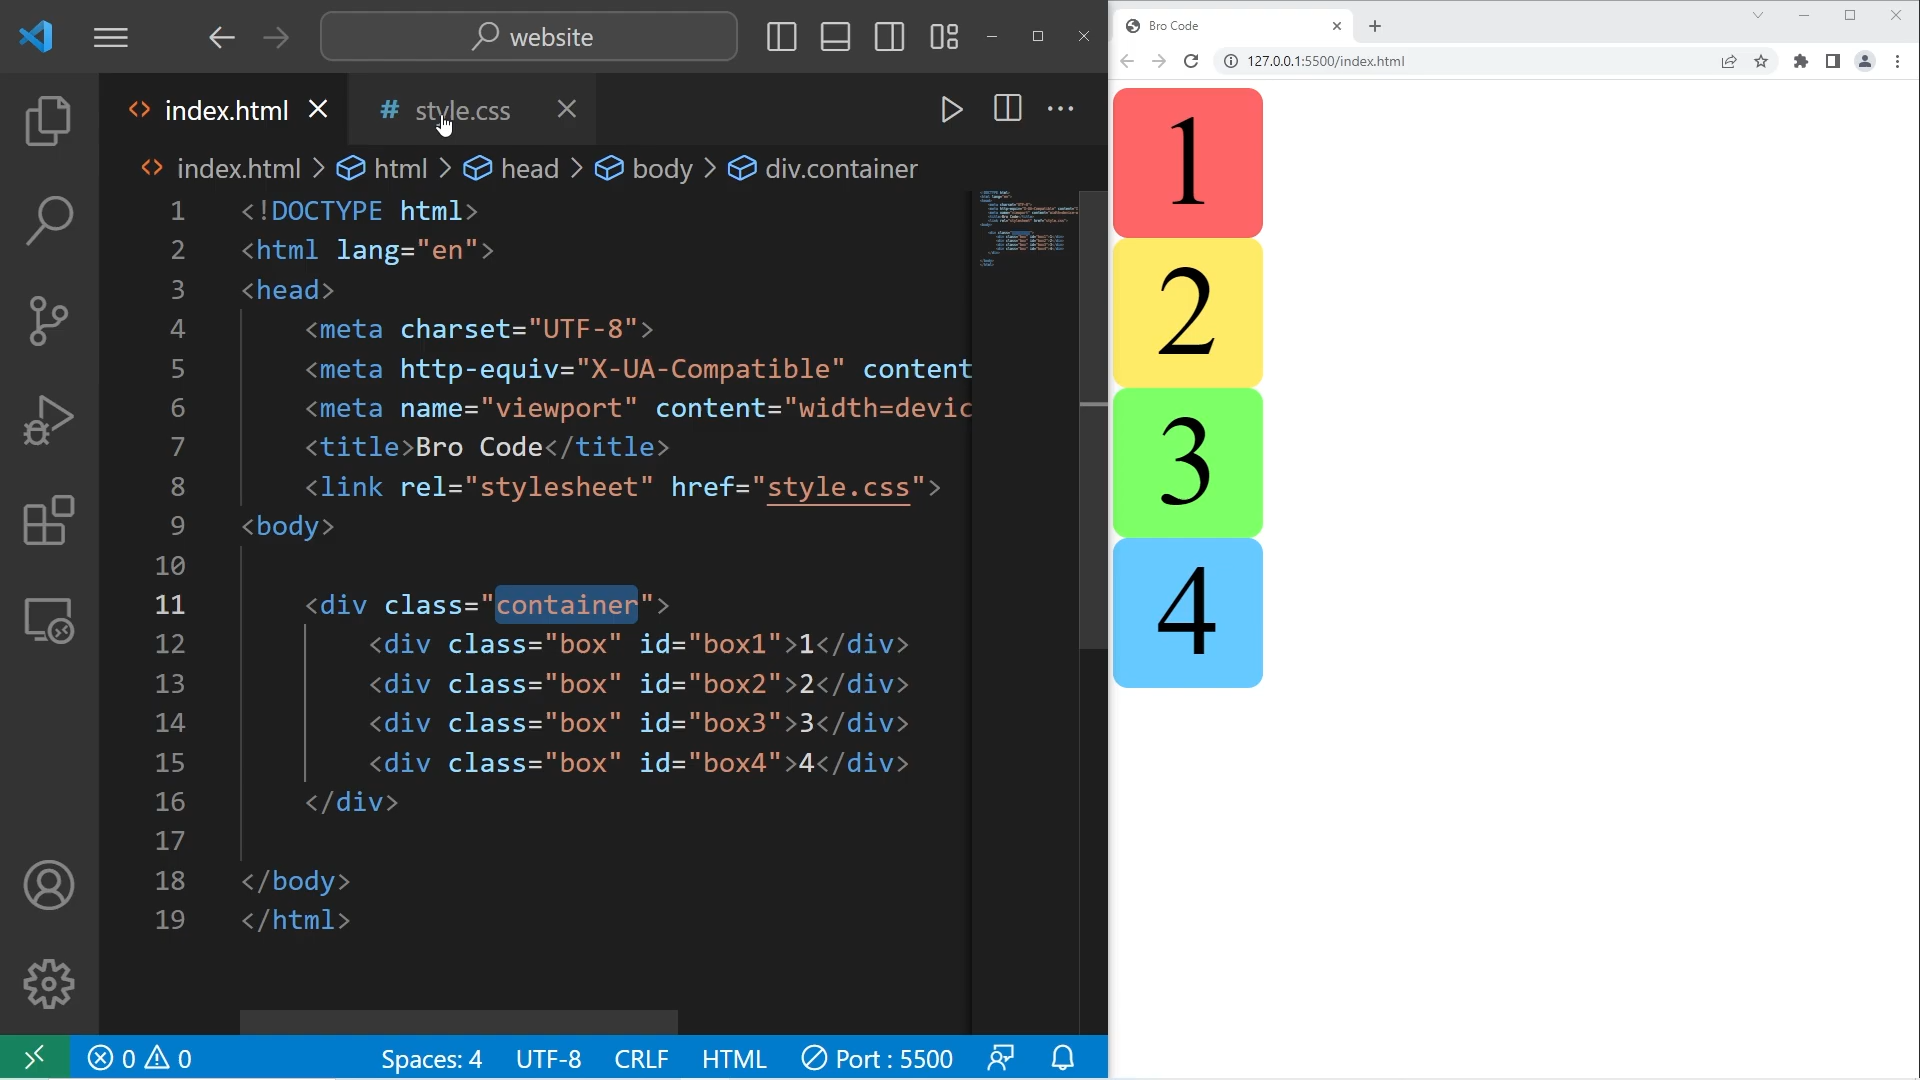 website
index.html
# style.css
index.html > html > head > body > div.container
1 <!DOCTYPE html>
2 <html lang="en">
3 <head>
4 <meta charset="UTF-8">
5 <meta http-equiv="X-UA-Compatible" content
6 <meta name="viewport" content="width=devic
7 <title>Bro Code</title>
8 <link rel="stylesheet" href="style.css">
9 <body>
10
11 <div class="container">
12 <div class="box" id="box1">1</div>
13 <div class="box" id="box2">2</div>
14 <div class="box" id="box3">3</div>
15 <div class="box" id="box4">4</div>
16 </div>
17
18 </body>
19 </html>
0 0 Spaces: 4 UTF-8 CRLF HTML Port : 5500
Bro Code
127.0.0.1:5500/index.html
1
2
3
4